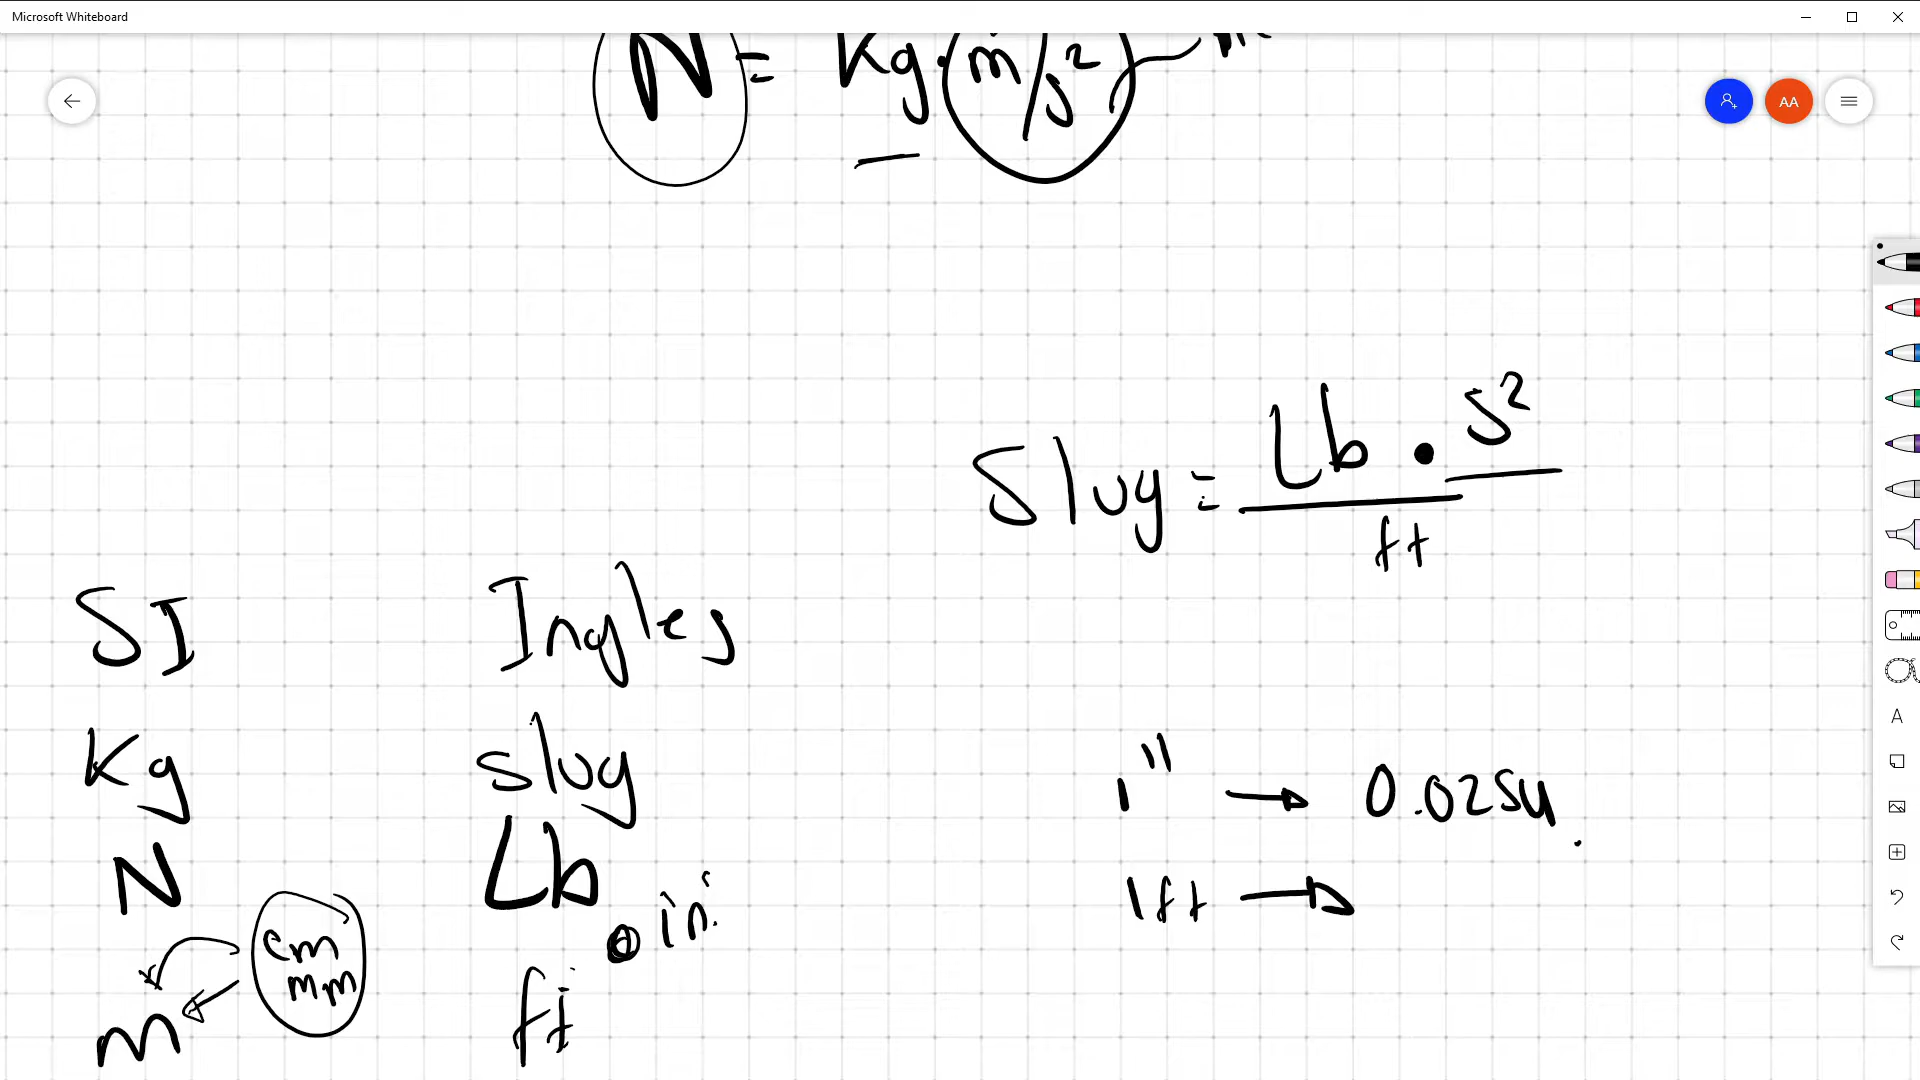 Microsoft Whiteboard
N = Kg · m/s²
AA
Slug = Lb · s²
ft
SI Ingles
Kg slug
N Lb
in
cm
mm
m ft
1" → 0.0254
1ft →
A